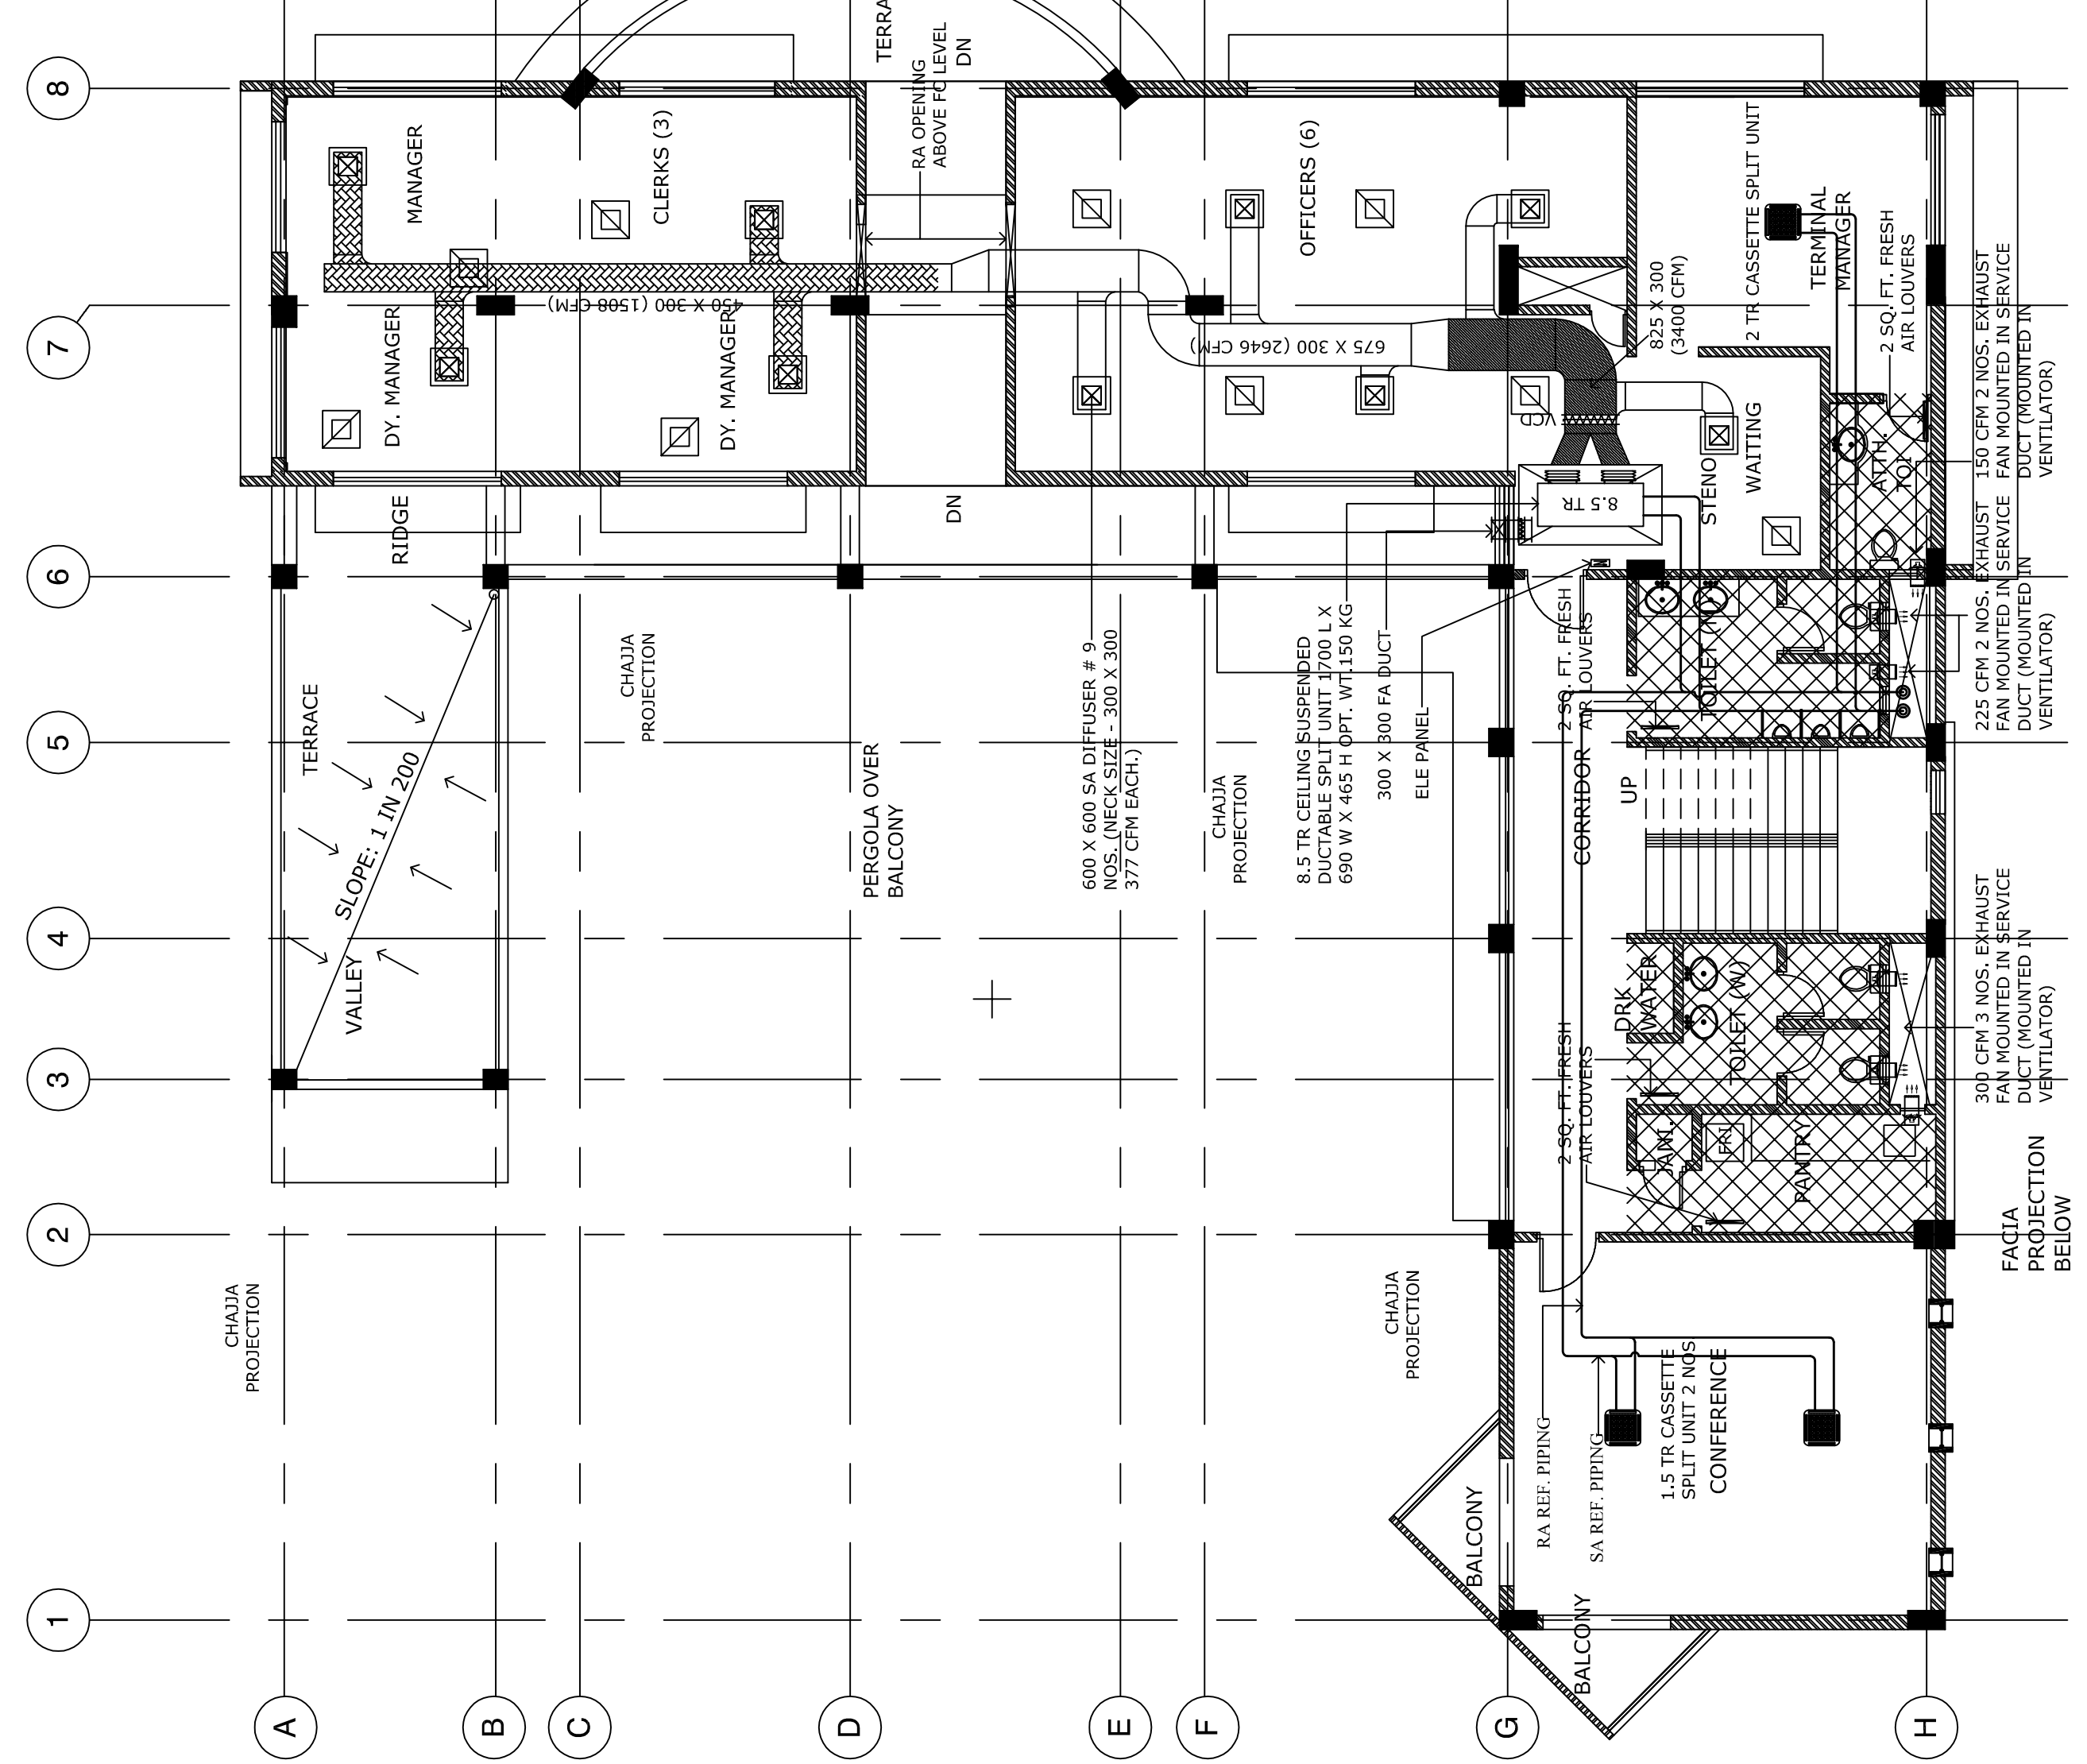 8
7
6
5
4
3
2
1
A
B
C
D
E
F
G
H
MANAGER
CLERKS (3)
DY. MANAGER
DY. MANAGER
450 X 300 (1508 CFM)
RA OPENING
ABOVE FC LEVEL
DN
OFFICERS (6)
675 X 300 (2646 CFM)
825 X 300
(3400 CFM)
VCD
8.5 TR
2 TR CASSETTE SPLIT UNIT
TERMINAL
MANAGER
2 SQ.FT. FRESH
AIR LOUVERS
STENO
WAITING
ATTH.
TOI.
150 CFM 2 NOS. EXHAUST
FAN MOUNTED IN SERVICE
DUCT (MOUNTED IN
VENTILATOR)
225 CFM 2 NOS. EXHAUST
FAN MOUNTED IN SERVICE
DUCT (MOUNTED IN
VENTILATOR)
300 CFM 3 NOS. EXHAUST
FAN MOUNTED IN SERVICE
DUCT (MOUNTED IN
VENTILATOR)
RIDGE
DN
TERRACE
SLOPE: 1 IN 200
VALLEY
CHAJJA
PROJECTION
PERGOLA OVER
BALCONY
600 X 600 SA DIFFUSER # 9
NOS. (NECK SIZE - 300 X 300
377 CFM EACH.)
CHAJJA
PROJECTION
8.5 TR CEILING SUSPENDED
DUCTABLE SPLIT UNIT 1700 L X
690 W X 465 H OPT. WT.150 KG
300 X 300 FA DUCT
ELE PANEL
2 SQ. FT. FRESH
AIR LOUVERS
CORRIDOR
UP
DRK
WATER
TOILET (W)
2 SQ. FT. FRESH
AIR LOUVERS
JANI.
FRI
PANTRY
CHAJJA
PROJECTION
CHAJJA
PROJECTION
RA REF. PIPING
SA REF. PIPING
1.5 TR CASSETTE
SPLIT UNIT 2 NOS
CONFERENCE
BALCONY
BALCONY
FACIA
PROJECTION
BELOW